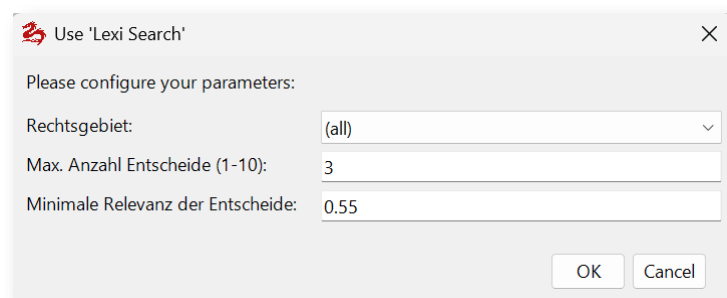 Use 'Lexi Search'
Please configure your parameters:
Rechtsgebiet: (all)
Max. Anzahl Entscheide (1-10): 3
Minimale Relevanz der Entscheide: 0.55
OK Cancel